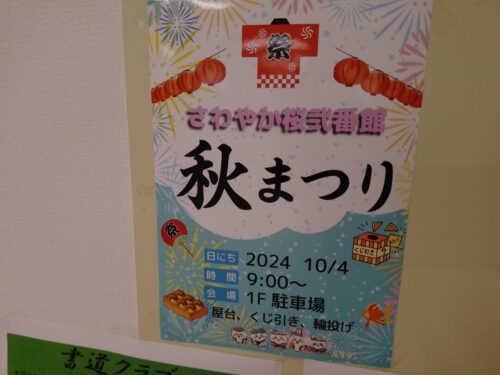 祭
さわやか桜弐番館
秋まつり
祭
くじ引き
日にち 2024 10/4
時間 9:00～
会場 1F 駐車場
屋台、くじ引き、輪投げ
書道クラブ